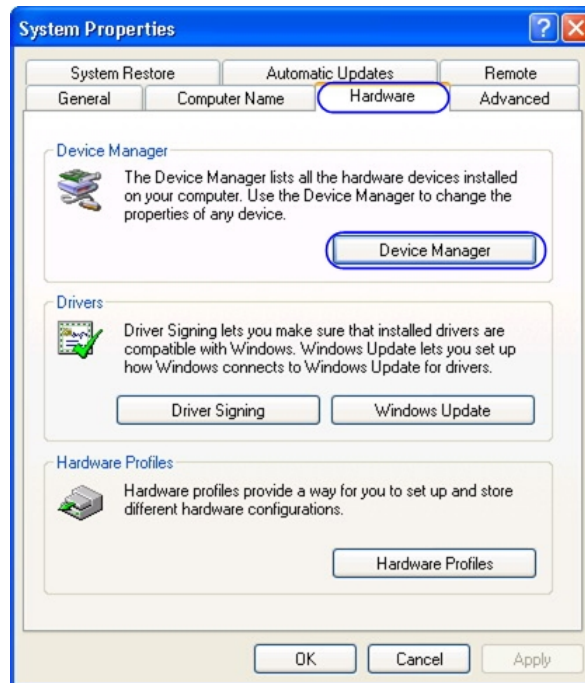 System Properties
System Restore
Automatic Updates
Remote
General
Computer Name
Hardware
Advanced
Device Manager
The Device Manager lists all the hardware devices installed
on your computer. Use the Device Manager to change the
properties of any device.
Device Manager
Drivers
Driver Signing lets you make sure that installed drivers are
compatible with Windows. Windows Update lets you set up
how Windows connects to Windows Update for drivers.
Driver Signing
Windows Update
Hardware Profiles
Hardware profiles provide a way for you to set up and store
different hardware configurations.
Hardware Profiles
OK
Cancel
Apply